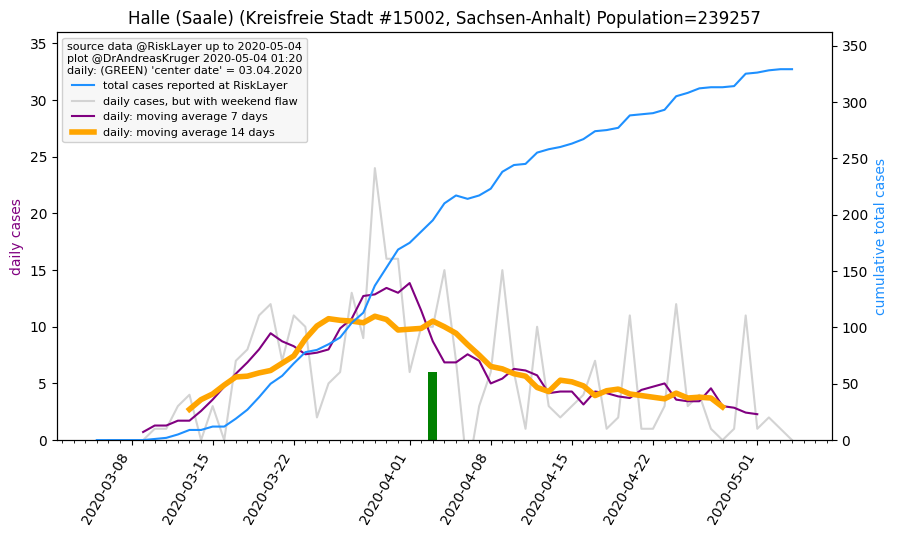 Halle (Saale) (Kreisfreie Stadt #15002, Sachsen-Anhalt) Population=239257
source data @RiskLayer up to 2020-05-04
plot @DrAndreasKruger 2020-05-04 01:20
daily: (GREEN) 'center date' = 03.04.2020
total cases reported at RiskLayer
daily cases, but with weekend flaw
daily: moving average 7 days
daily: moving average 14 days
daily cases
35
30
25
20
15
10
5
0
350
300
250
200
150
100
50
0
cumulative total cases
2020-03-08
2020-03-15
2020-03-22
2020-04-01
2020-04-08
2020-04-15
2020-04-22
2020-05-01